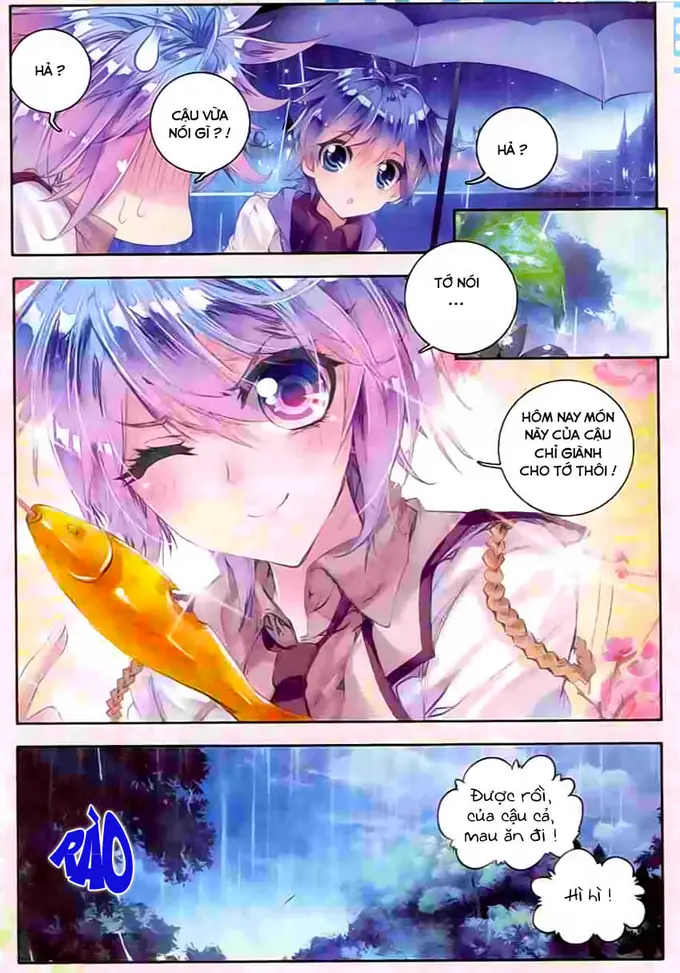 HẢ ?
CẬU VỪA
NÓI GÌ ? !
HẢ ?
TỚ NÓI
...
HÔM NAY MÓN
NÀY CỦA CẬU
CHỈ GIÀNH
CHO TỚ THÔI !
RÀO
Được rồi,
của cậu cả,
mau ăn đi !
Hì hì !